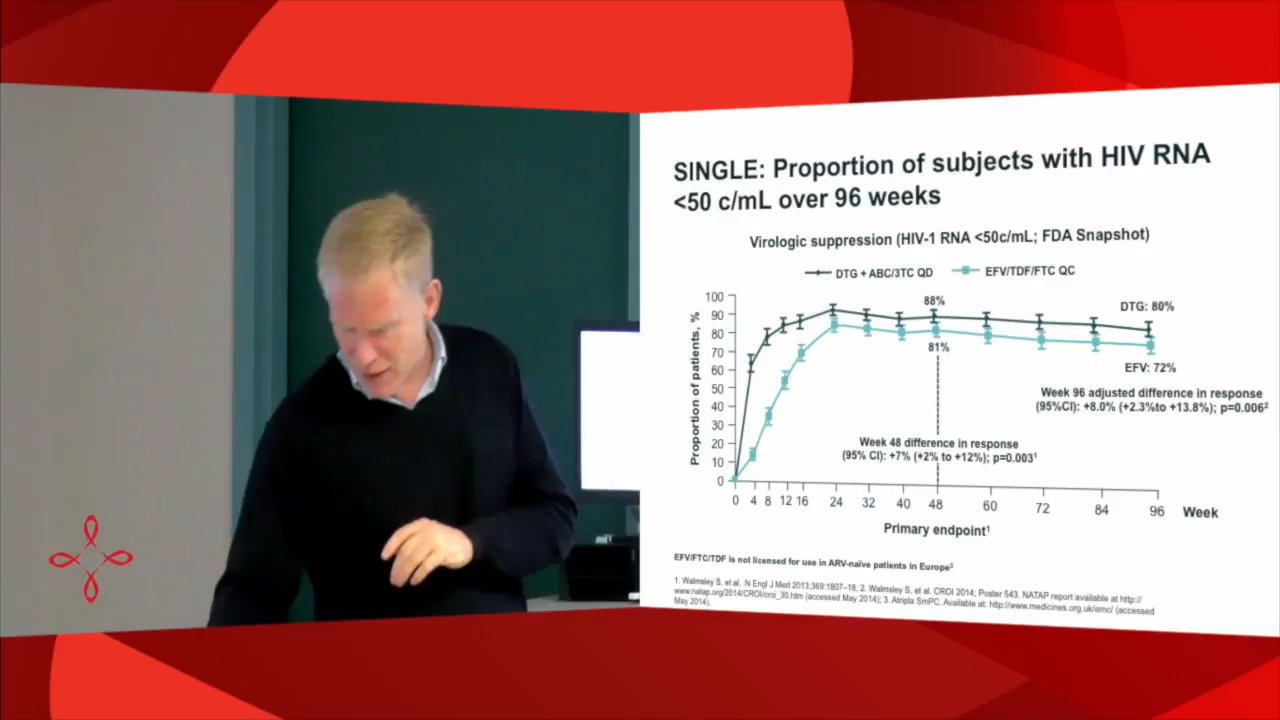 SINGLE: Proportion of subjects with HIV RNA
<50 c/mL over 96 weeks
Virologic suppression (HIV-1 RNA <50c/mL; FDA Snapshot)
DTG + ABC/3TC QD
EFV/TDF/FTC QC
Proportion of patients, %
100
90
80
70
60
50
40
30
20
10
0
88%
81%
DTG: 80%
EFV: 72%
Week 96 adjusted difference in response
(95%CI): +8.0% (+2.3%to +13.8%); p=0.006²
Week 48 difference in response
(95% CI): +7% (+2% to +12%); p=0.003¹
0 4 8 12 16 24 32 40 48 60 72 84 96 Week
Primary endpoint¹
EFV/FTC/TDF is not licensed for use in ARV-naïve patients in Europe³
1. Walmsley S, et al. N Engl J Med 2013;369:1807–18; 2. Walmsley S, et al. CROI 2014; Poster 543. NATAP report available at http://
www.natap.org/2014/CROI/croi_30.htm (accessed May 2014); 3. Atripla SmPC. Available at: http://www.medicines.org.uk/emc/ (accessed
May 2014).